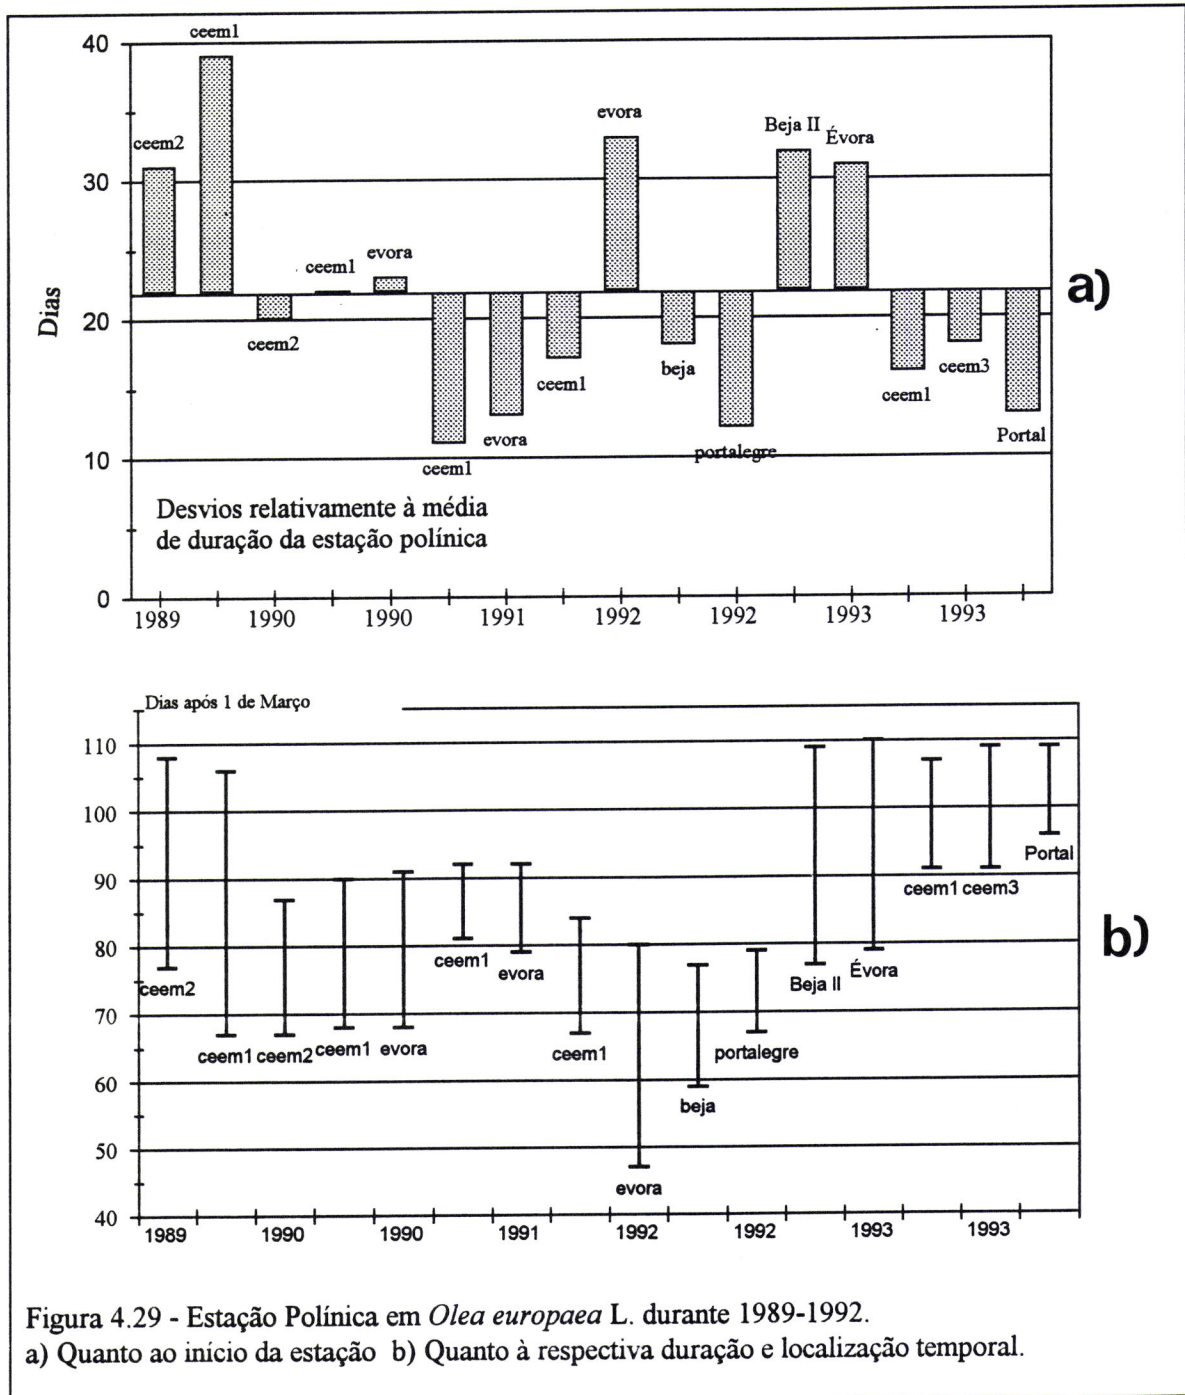 40
ceem1
evora
Beja II
Évora
ceem2
30
ceem1
evora
a)
Dias
20
ceem2
ceem1
beja
ceem1
ceem3
evora
portalegre
Portal
ceem1
10
Desvios relativamente à média
de duração da estação polínica
0
1989 1990 1990 1991 1992 1992 1993 1993
Dias após 1 de Março
110
100
Portal
90
ceem1 ceem3
b)
80
ceem1
evora
Beja II
Évora
ceem2
70
ceem1 ceem2 ceem1 evora
ceem1
portalegre
60
beja
50
evora
40
1989 1990 1990 1991 1992 1992 1993 1993
Figura 4.29 - Estação Polínica em Olea europaea L. durante 1989-1992.
a) Quanto ao início da estação b) Quanto à respectiva duração e localização temporal.